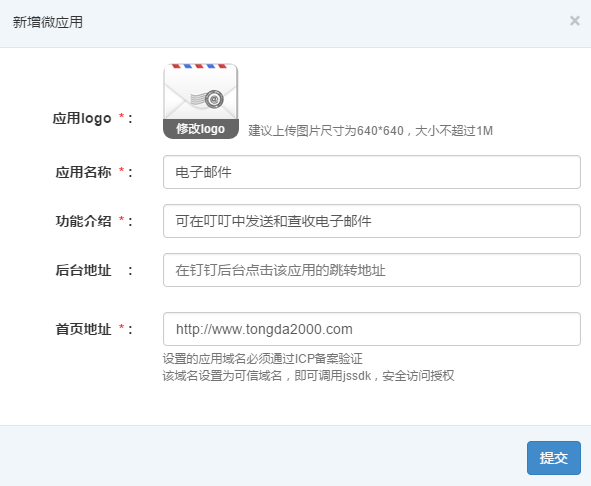 新增微应用 ×
修改logo
应用logo *： 建议上传图片尺寸为640*640，大小不超过1M
应用名称 *： 电子邮件
功能介绍 *： 可在叮叮中发送和查收电子邮件
后台地址 ： 在钉钉后台点击该应用的跳转地址
首页地址 *： http://www.tongda2000.com
设置的应用域名必须通过ICP备案验证
该域名设置为可信域名，即可调用jssdk，安全访问授权
提交